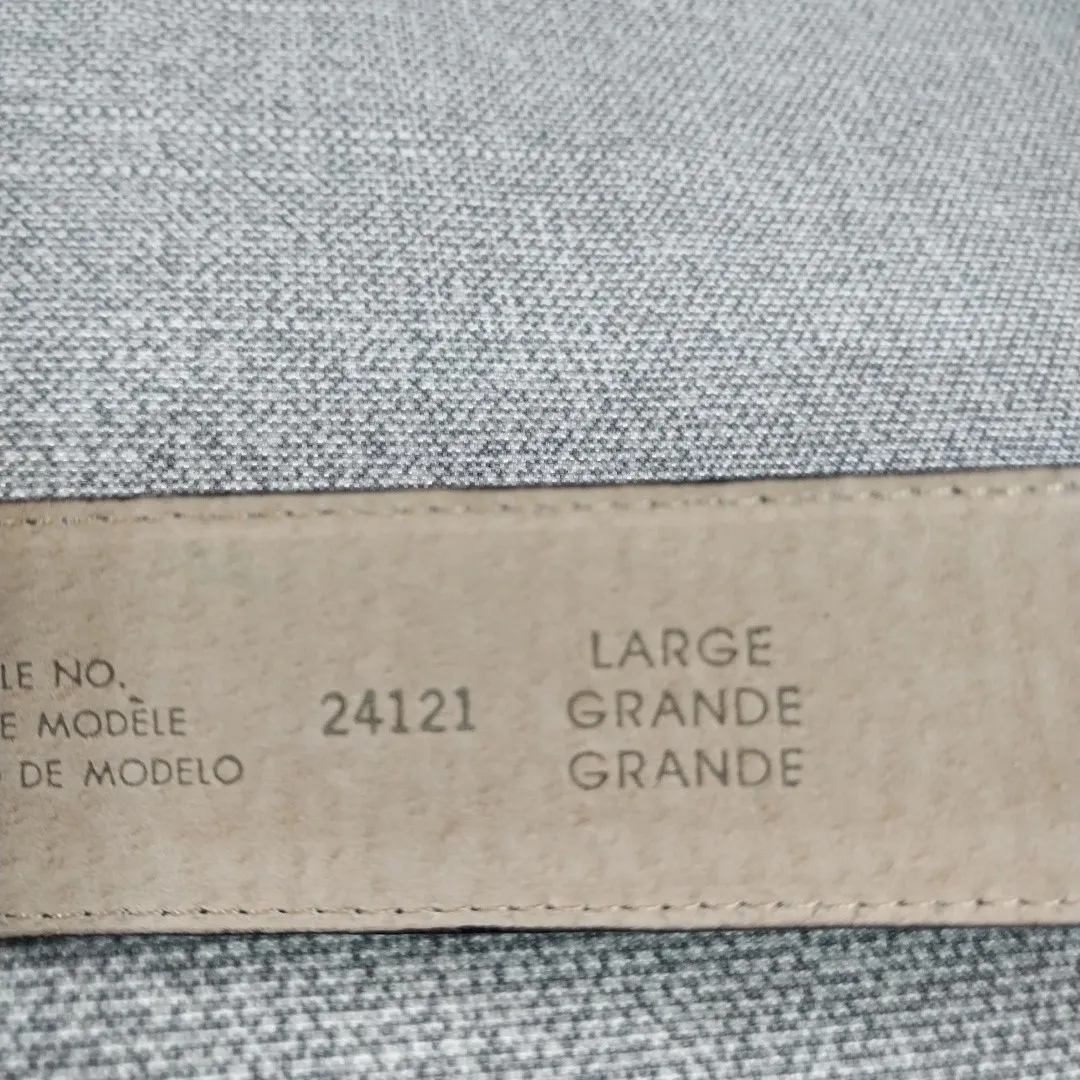 LE NO.
E MODÈLE
DE MODELO
24121
LARGE
GRANDE
GRANDE